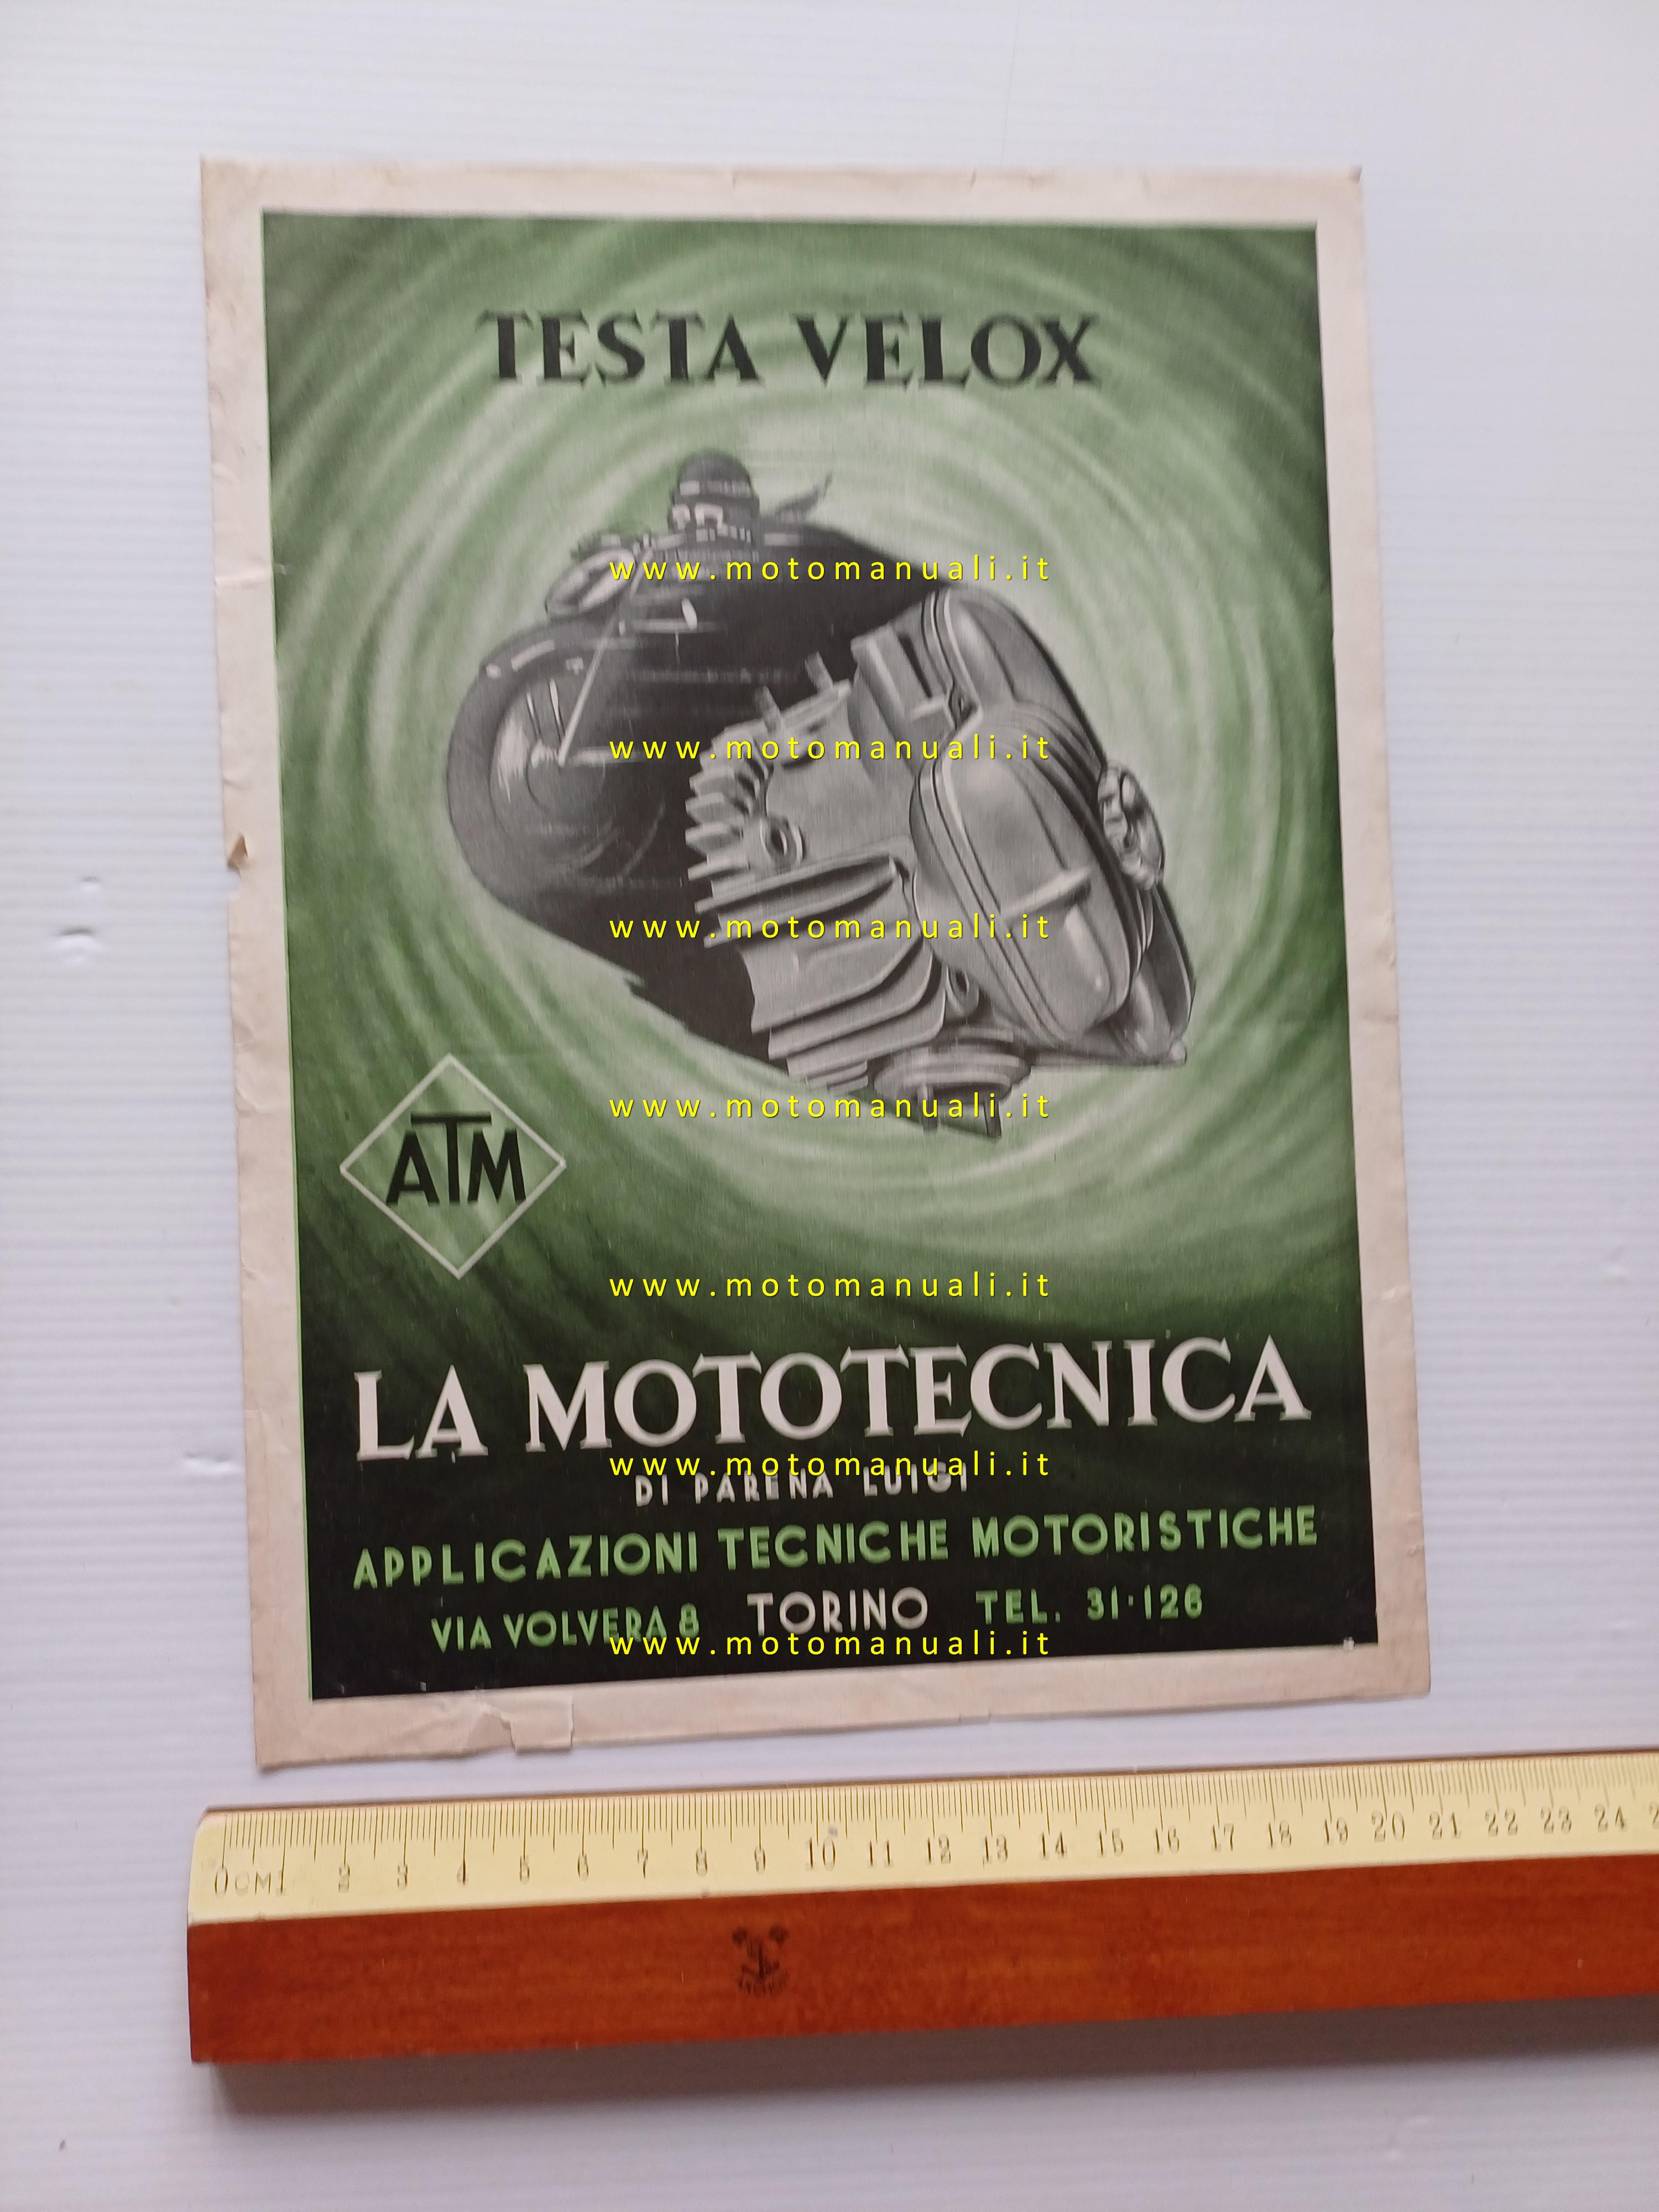 TESTA VELOX
www.motomanuali.it
www.motomanuali.it
www.motomanuali.it
www.motomanuali.it
ATM
www.motomanuali.it
LA MOTOTECNICA
www.motomanuali.it
DI PARENA LUIGI
APPLICAZIONI TECNICHE MOTORISTICHE
VIA VOLVERA 8 TORINO TEL. 31·126
www.motomanuali.it
0CM1 2 3 4 5 6 7 8 9 10 11 12 13 14 15 16 17 18 19 20 21 22 23 24